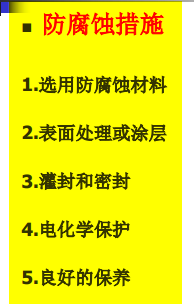 ■ 防腐蚀措施
1.选用防腐蚀材料
2.表面处理或涂层
3.灌封和密封
4.电化学保护
5.良好的保养